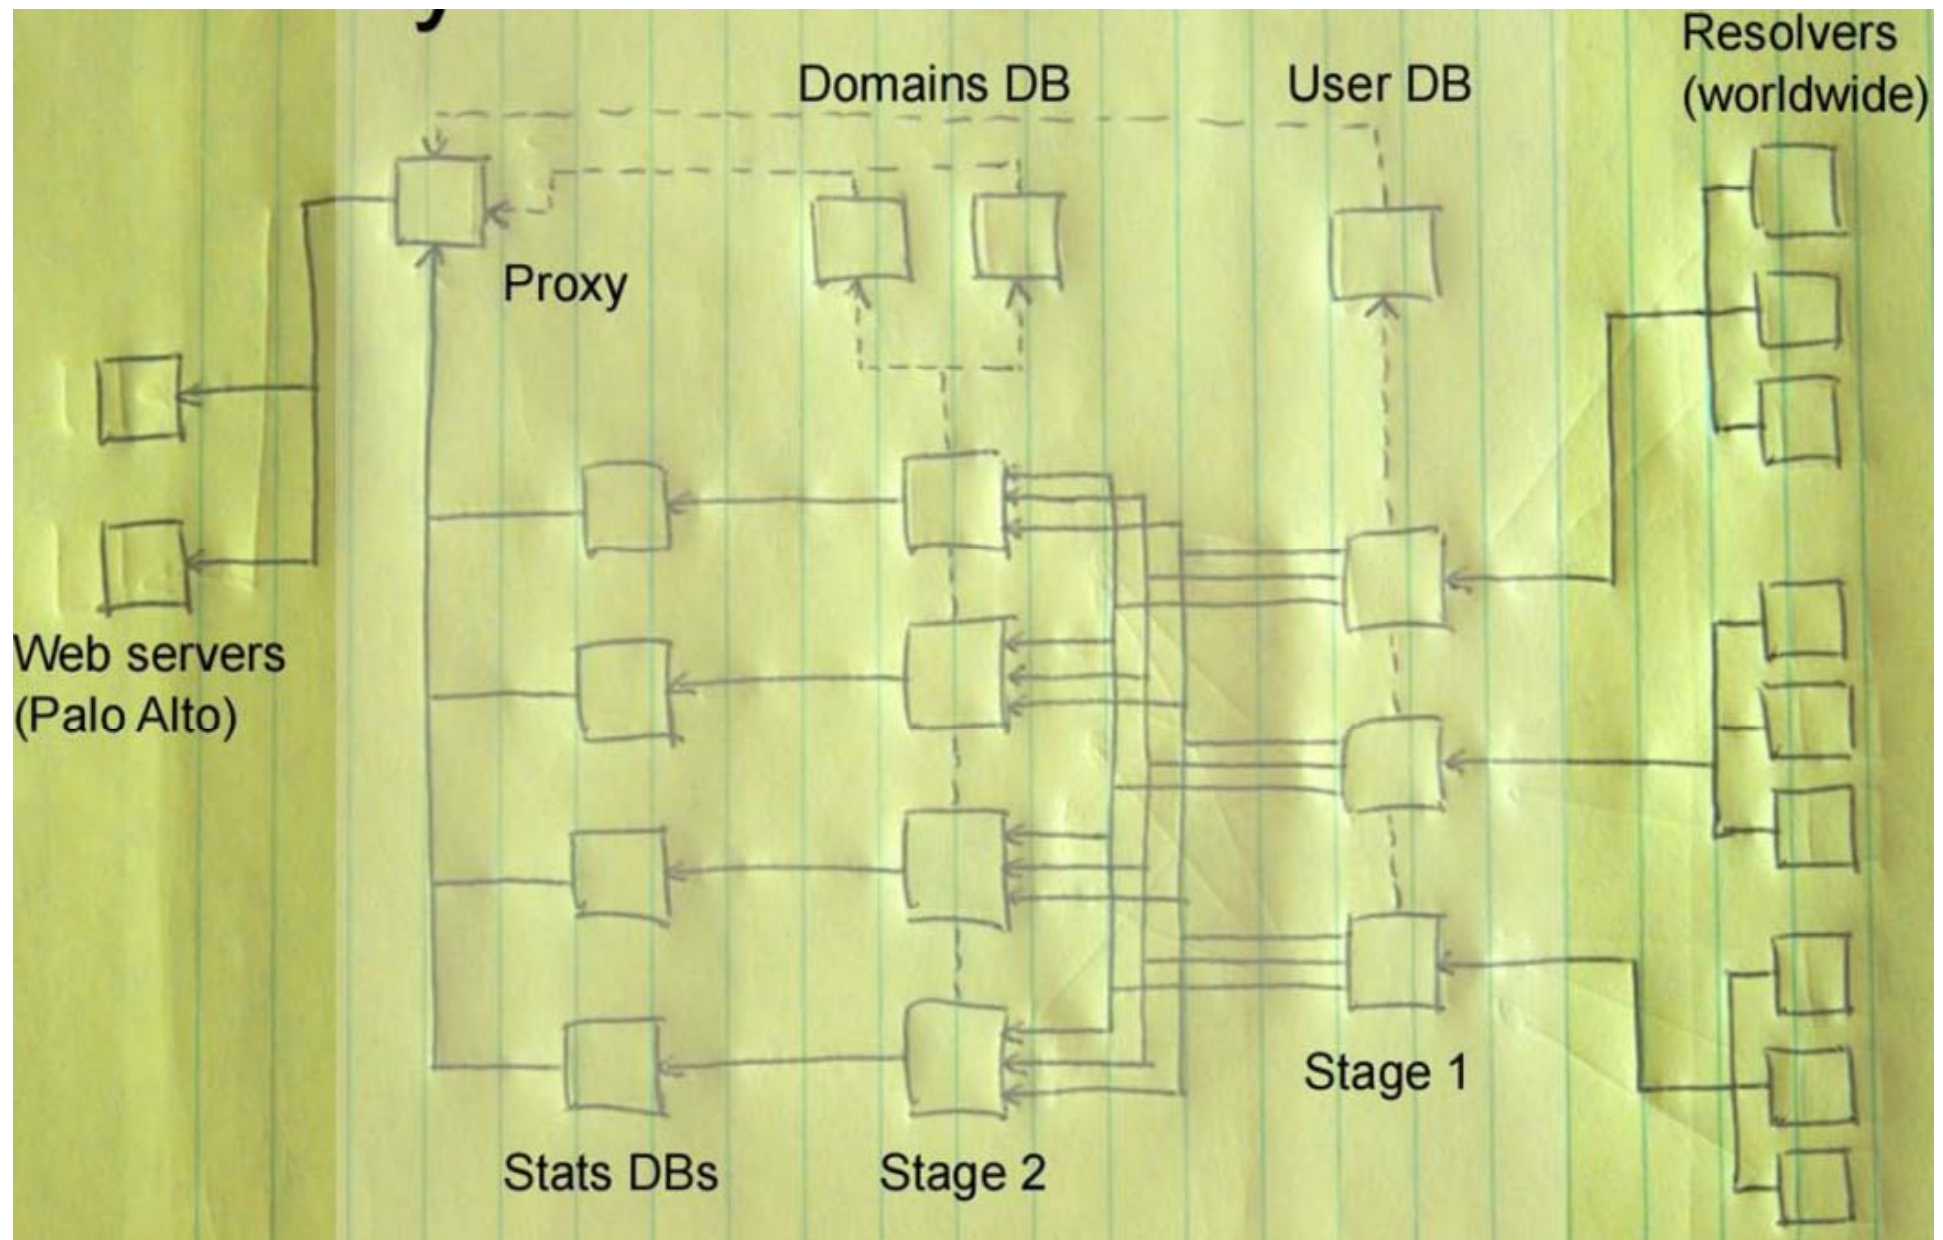 Domains DB
User DB
Resolvers
(worldwide)
Proxy
Web servers
(Palo Alto)
Stage 1
Stats DBs
Stage 2